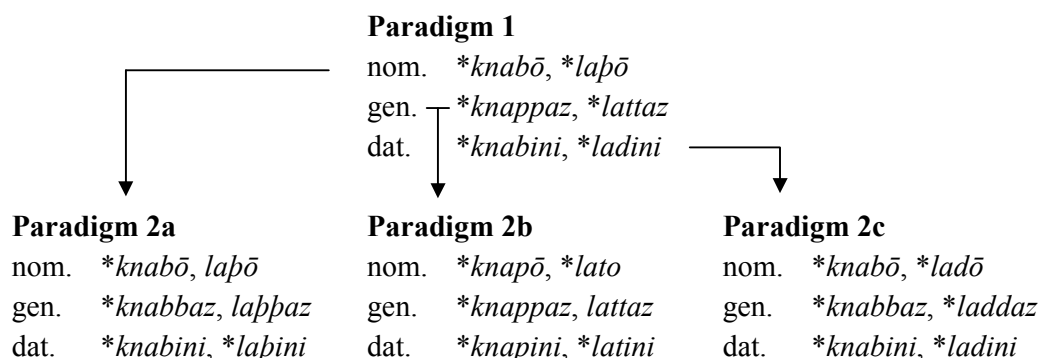 Paradigm 1
nom. *knabō, *laþō
gen. *knappaz, *lattaz
dat. *knabini, *ladini
Paradigm 2a
nom. *knabō, laþō
gen. *knabbaz, laþþaz
dat. *knabini, *laþini
Paradigm 2b
nom. *knapō, *lato
gen. *knappaz, lattaz
dat. *knapini, *latini
Paradigm 2c
nom. *knabō, *ladō
gen. *knabbaz, *laddaz
dat. *knabini, *ladini